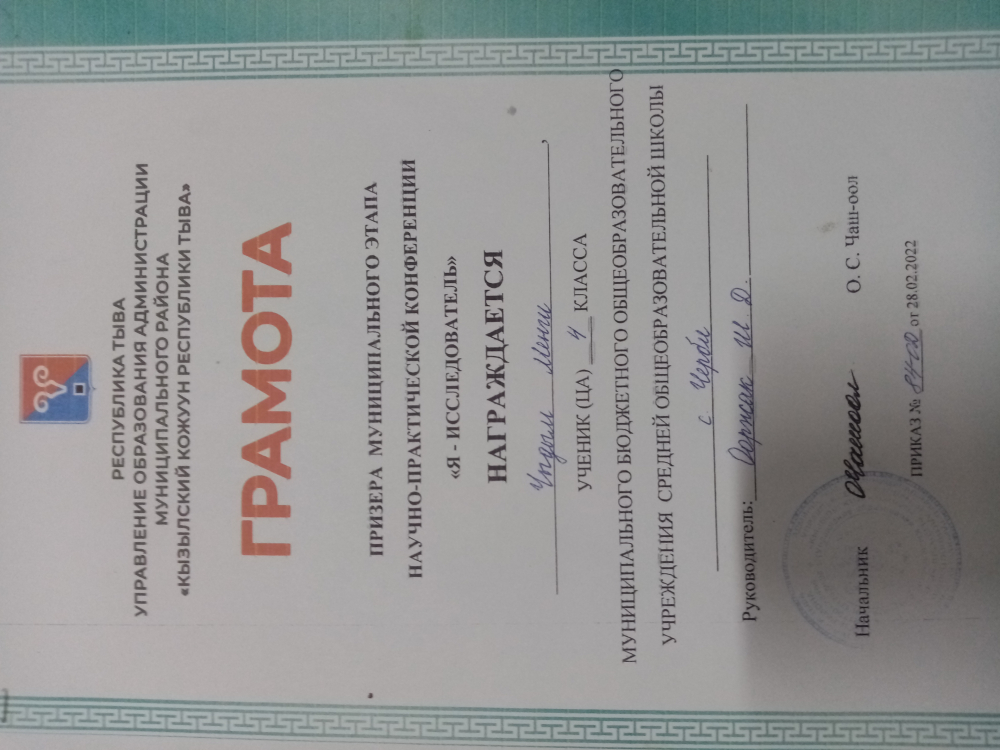 РЕСПУБЛИКА ТЫВА
УПРАВЛЕНИЕ ОБРАЗОВАНИЯ АДМИНИСТРАЦИИ
МУНИЦИПАЛЬНОГО РАЙОНА
«КЫЗЫЛСКИЙ КОЖУУН РЕСПУБЛИКИ ТЫВА»
ГРАМОТА
ПРИЗЕРА МУНИЦИПАЛЬНОГО ЭТАПА
НАУЧНО-ПРАКТИЧЕСКОЙ КОНФЕРЕНЦИИ
«Я - ИССЛЕДОВАТЕЛЬ»
НАГРАЖДАЕТСЯ
Менги,
УЧЕНИК (ЦА) 4 КЛАССА
МУНИЦИПАЛЬНОГО БЮДЖЕТНОГО ОБЩЕОБРАЗОВАТЕЛЬНОГО
УЧРЕЖДЕНИЯ СРЕДНЕЙ ОБЩЕОБРАЗОВАТЕЛЬНОЙ ШКОЛЫ
с Черби
Руководитель: Ооржак Ш. Д.
Начальник О. С. Чаш-оол
ПРИКАЗ № от 28.02.2022